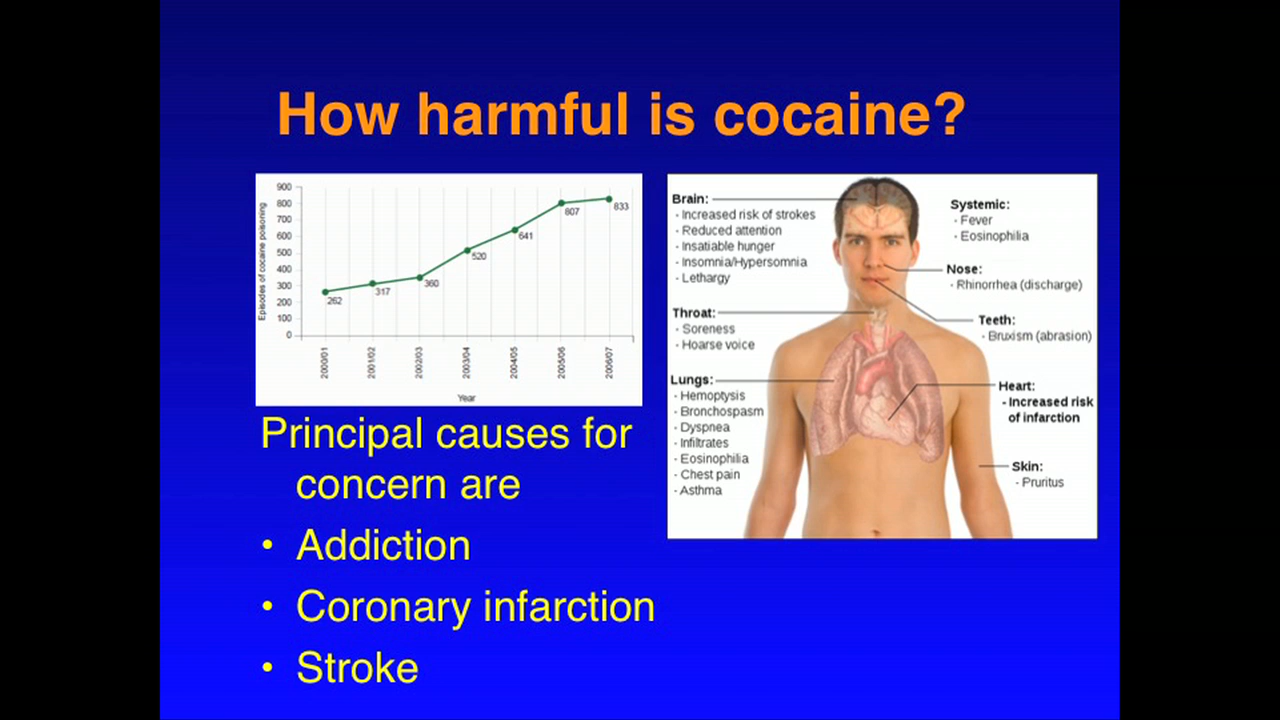 How harmful is cocaine?
Episodes of cocaine poisoning
900
800
700
600
500
400
300
200
100
0
262
317
360
520
641
807
833
2000/01
2001/02
2002/03
2003/04
2004/05
2005/06
2006/07
Year
Brain:
- Increased risk of strokes
- Reduced attention
- Insatiable hunger
- Insomnia/Hypersomnia
- Lethargy
Throat:
- Soreness
- Hoarse voice
Lungs:
- Hemoptysis
- Bronchospasm
- Dyspnea
- Infiltrates
- Eosinophilia
- Chest pain
- Asthma
Systemic:
- Fever
- Eosinophilia
Nose:
- Rhinorrhea (discharge)
Teeth:
- Bruxism (abrasion)
Heart:
- Increased risk
of infarction
Skin:
- Pruritus
Principal causes for
concern are
• Addiction
• Coronary infarction
• Stroke